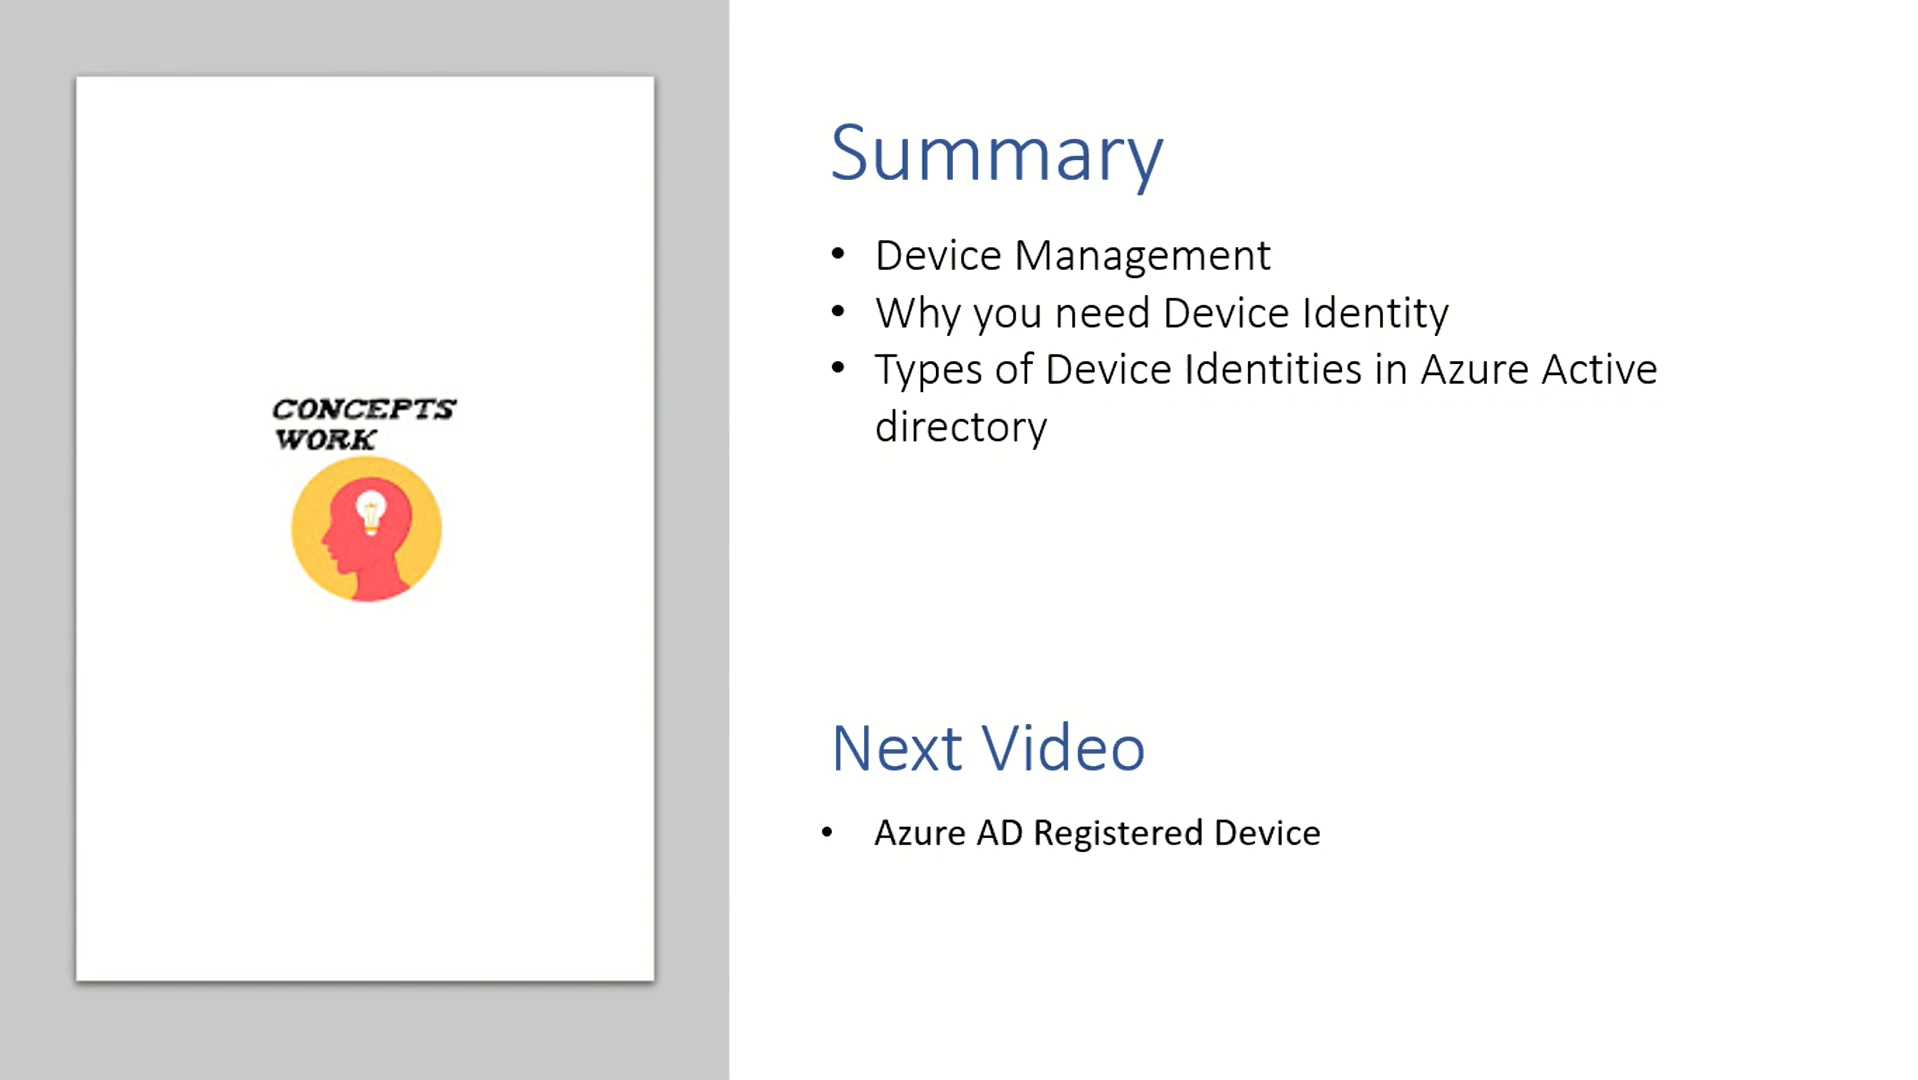 CONCEPTS
WORK
Summary
• Device Management
• Why you need Device Identity
• Types of Device Identities in Azure Active
directory
Next Video
• Azure AD Registered Device